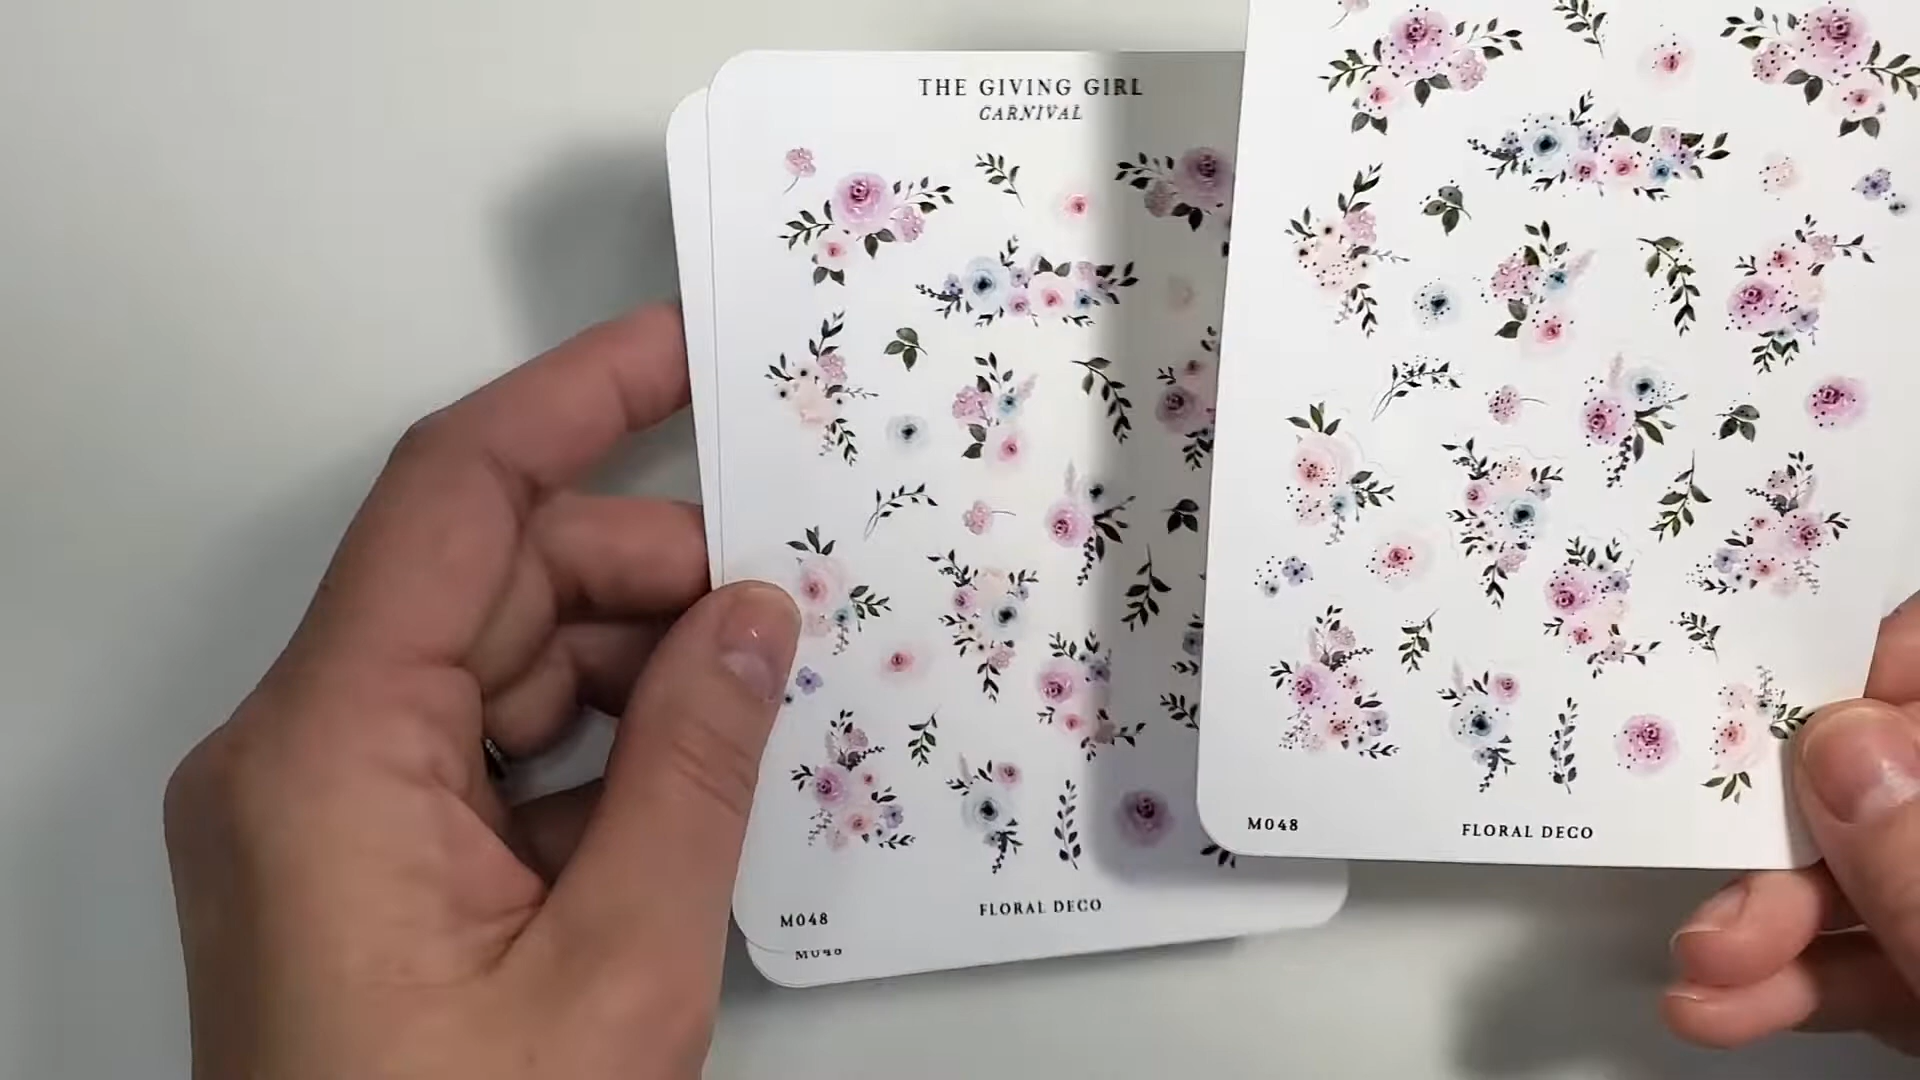 THE GIVING GIRL
CARNIVAL
M048
FLORAL DECO
M048
FLORAL DECO